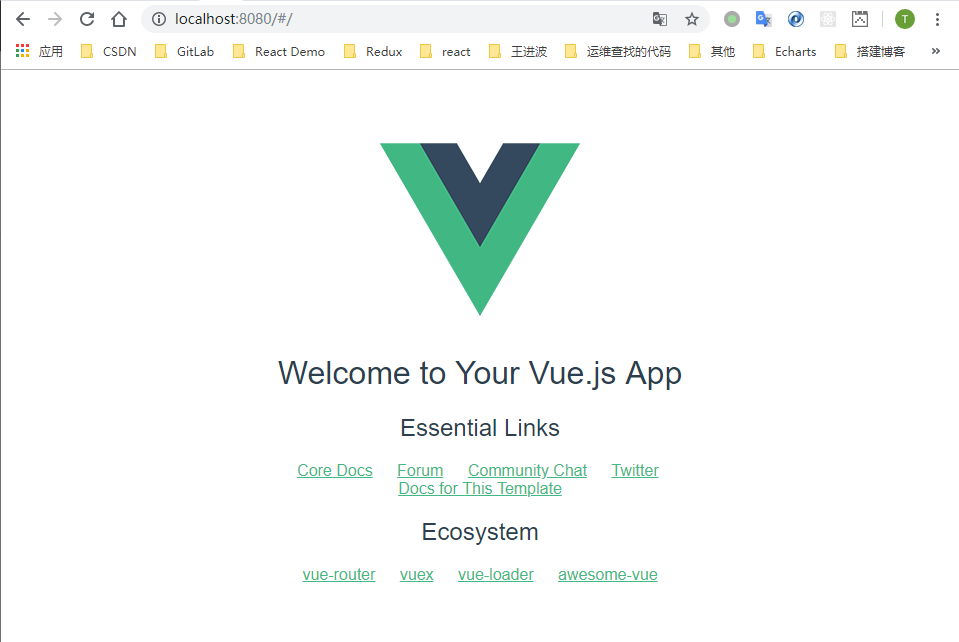 localhost:8080/#/
T
应用 CSDN GitLab React Demo Redux react 王进波 运维查找的代码 其他 Echarts 搭建博客 »
Welcome to Your Vue.js App
Essential Links
Core Docs Forum Community Chat Twitter
Docs for This Template
Ecosystem
vue-router vuex vue-loader awesome-vue